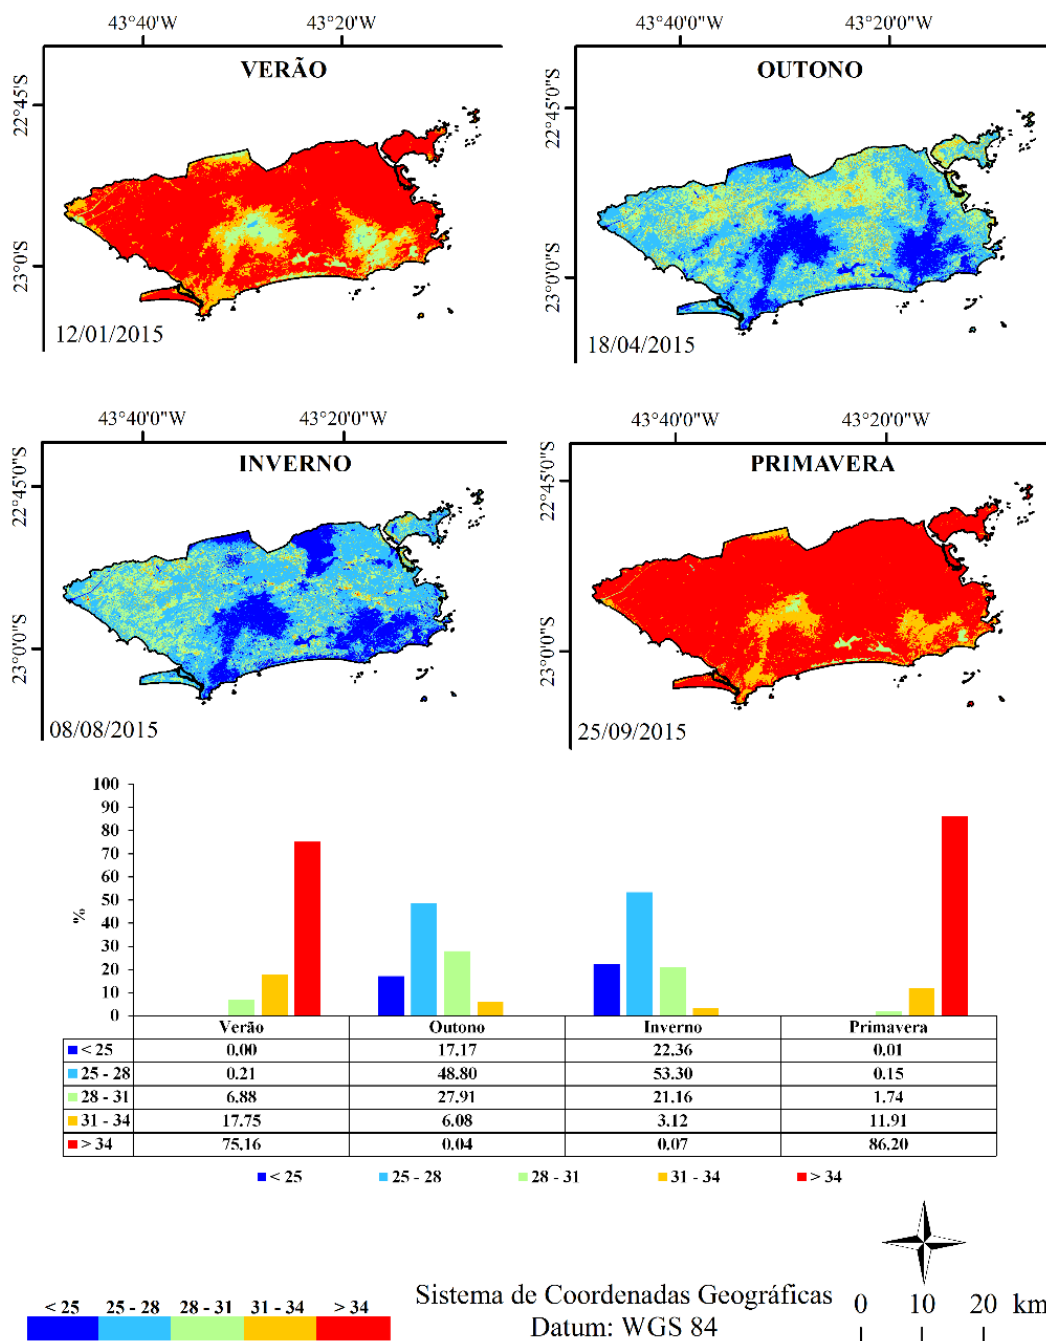 43°40'W 43°20'0"W
VERÃO
22°45'S
23°0'S
12/01/2015
43°40'0"W 43°20'0"W
OUTONO
22°45'0"S
23°0'0"S
18/04/2015
43°40'0"W 43°20'0"W
INVERNO
22°45'0"S
23°0'0"S
08/08/2015
43°40'0"W 43°20'0"W
PRIMAVERA
22°45'0"S
23°0'0"S
25/09/2015
100
90
80
70
60
50
40
30
20
10
0
%
Verão Outono Inverno Primavera
< 25 0.00 17.17 22.36 0.01
25 - 28 0.21 48.80 53.30 0.15
28 - 31 6.88 27.91 21.16 1.74
31 - 34 17.75 6.08 3.12 11.91
> 34 75.16 0.04 0.07 86.20
< 25 25 - 28 28 - 31 31 - 34 > 34
< 25 25 - 28 28 - 31 31 - 34 > 34
Sistema de Coordenadas Geográficas
Datum: WGS 84
0 10 20 km